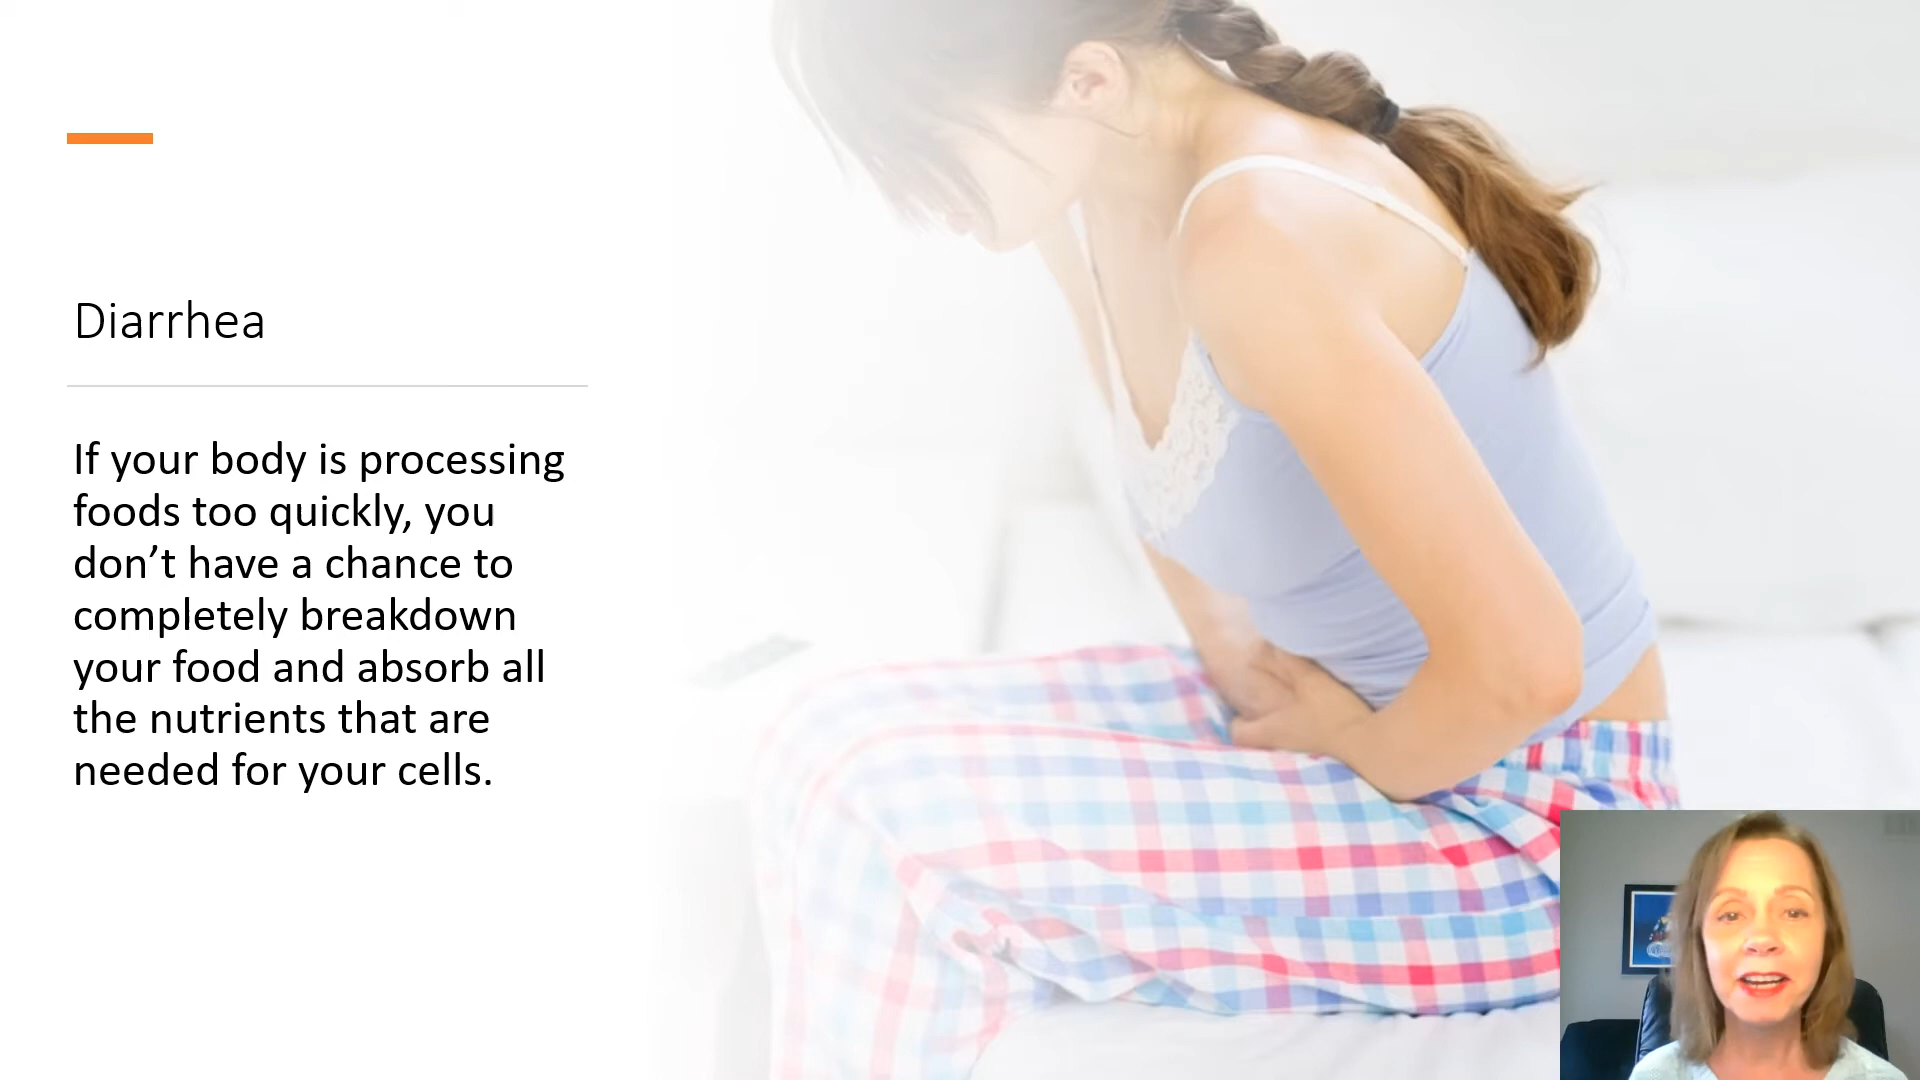 Diarrhea
If your body is processing
foods too quickly, you
don’t have a chance to
completely breakdown
your food and absorb all
the nutrients that are
needed for your cells.